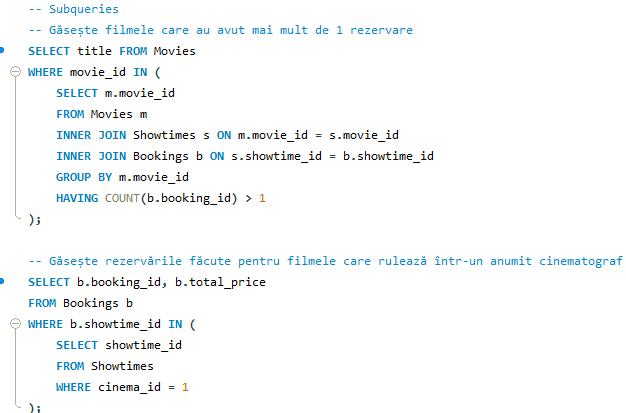 -- Subqueries
-- Găsește filmele care au avut mai mult de 1 rezervare
SELECT title FROM Movies
WHERE movie_id IN (
SELECT m.movie_id
FROM Movies m
INNER JOIN Showtimes s ON m.movie_id = s.movie_id
INNER JOIN Bookings b ON s.showtime_id = b.showtime_id
GROUP BY m.movie_id
HAVING COUNT(b.booking_id) > 1
);
-- Găsește rezervările făcute pentru filmele care rulează într-un anumit cinematograf
SELECT b.booking_id, b.total_price
FROM Bookings b
WHERE b.showtime_id IN (
SELECT showtime_id
FROM Showtimes
WHERE cinema_id = 1
);